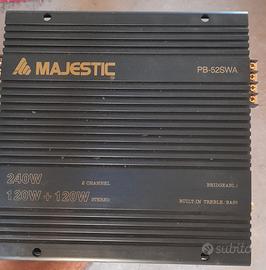 MAJESTIC
PB-52SWA
240W 2 CHANNEL BRIDGEABLE
120W+120W STEREO BUILT-IN TREBLE/BASS
subito